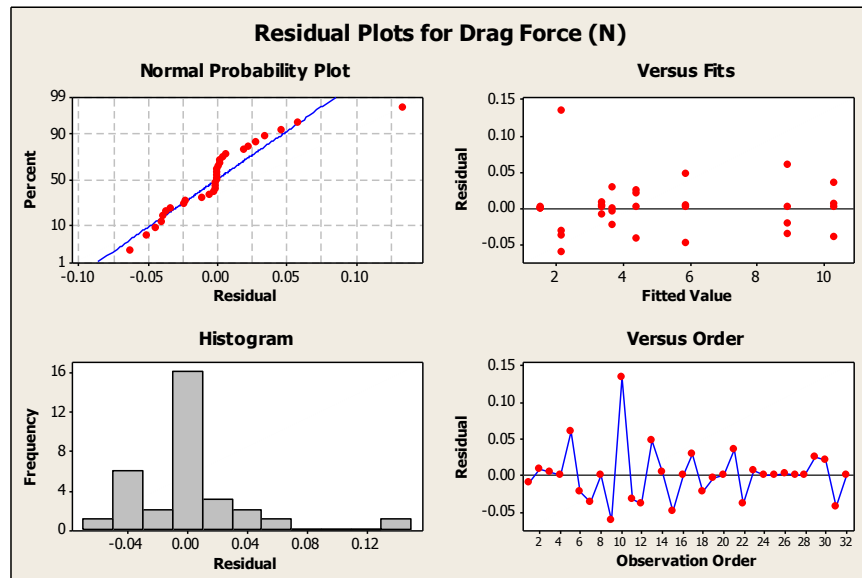 Residual Plots for Drag Force (N)
Normal Probability Plot
99
90
50
10
1
Percent
-0.10 -0.05 0.00 0.05 0.10
Residual
Versus Fits
0.15
0.10
0.05
0.00
-0.05
Residual
2 4 6 8 10
Fitted Value
Histogram
16
12
8
4
0
Frequency
-0.04 0.00 0.04 0.08 0.12
Residual
Versus Order
0.15
0.10
0.05
0.00
-0.05
Residual
2 4 6 8 10 12 14 16 18 20 22 24 26 28 30 32
Observation Order